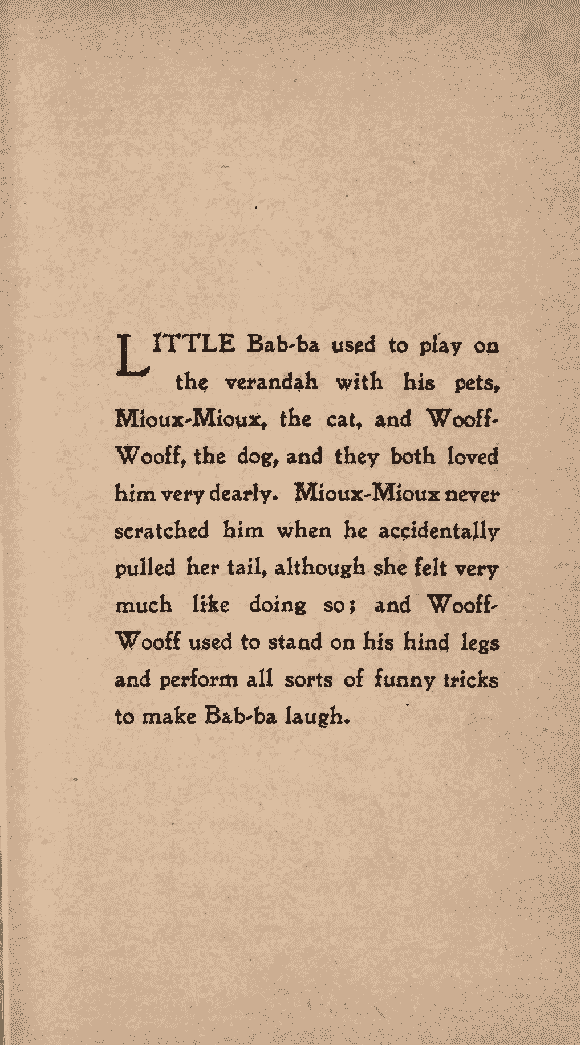 LITTLE Bab-ba used to play on
the verandah with his pets,
Mioux-Mioux, the cat, and Wooff-
Wooff, the dog, and they both loved
him very dearly. Mioux-Mioux never
scratched him when he accidentally
pulled her tail, although she felt very
much like doing so; and Wooff-
Wooff used to stand on his hind legs
and perform all sorts of funny tricks
to make Bab-ba laugh.